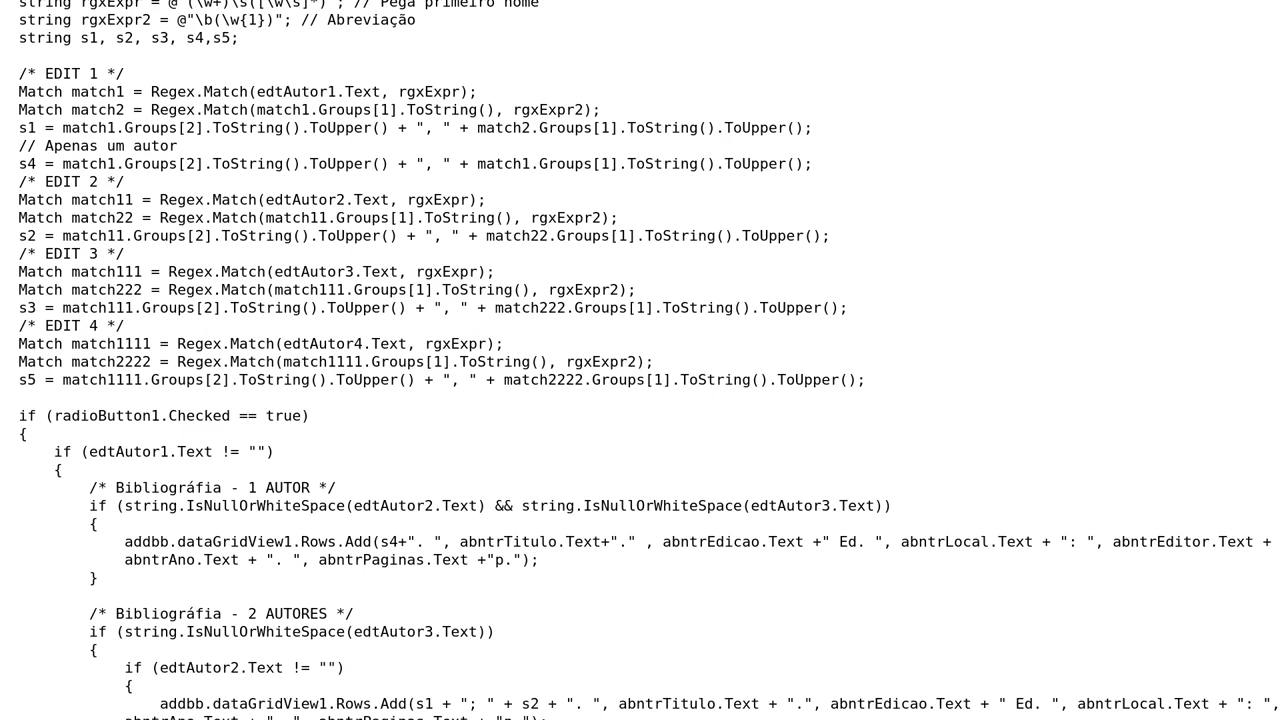 string rgxExpr = @"(\w+)\s([\w\s]*)"; // Pega primeiro nome
string rgxExpr2 = @"\b(\w{1})"; // Abreviação
string s1, s2, s3, s4,s5;
/* EDIT 1 */
Match match1 = Regex.Match(edtAutor1.Text, rgxExpr);
Match match2 = Regex.Match(match1.Groups[1].ToString(), rgxExpr2);
s1 = match1.Groups[2].ToString().ToUpper() + ", " + match2.Groups[1].ToString().ToUpper();
// Apenas um autor
s4 = match1.Groups[2].ToString().ToUpper() + ", " + match1.Groups[1].ToString().ToUpper();
/* EDIT 2 */
Match match11 = Regex.Match(edtAutor2.Text, rgxExpr);
Match match22 = Regex.Match(match11.Groups[1].ToString(), rgxExpr2);
s2 = match11.Groups[2].ToString().ToUpper() + ", " + match22.Groups[1].ToString().ToUpper();
/* EDIT 3 */
Match match111 = Regex.Match(edtAutor3.Text, rgxExpr);
Match match222 = Regex.Match(match111.Groups[1].ToString(), rgxExpr2);
s3 = match111.Groups[2].ToString().ToUpper() + ", " + match222.Groups[1].ToString().ToUpper();
/* EDIT 4 */
Match match1111 = Regex.Match(edtAutor4.Text, rgxExpr);
Match match2222 = Regex.Match(match1111.Groups[1].ToString(), rgxExpr2);
s5 = match1111.Groups[2].ToString().ToUpper() + ", " + match2222.Groups[1].ToString().ToUpper();
if (radioButton1.Checked == true)
{
if (edtAutor1.Text != "")
{
/* Bibliográfia - 1 AUTOR */
if (string.IsNullOrWhiteSpace(edtAutor2.Text) && string.IsNullOrWhiteSpace(edtAutor3.Text))
{
addbb.dataGridView1.Rows.Add(s4+". ", abntrTitulo.Text+"." , abntrEdicao.Text +" Ed. ", abntrLocal.Text + ": ", abntrEditor.Text +
abntrAno.Text + ". ", abntrPaginas.Text +"p.");
}
/* Bibliográfia - 2 AUTORES */
if (string.IsNullOrWhiteSpace(edtAutor3.Text))
{
if (edtAutor2.Text != "")
{
addbb.dataGridView1.Rows.Add(s1 + "; " + s2 + ". ", abntrTitulo.Text + ".", abntrEdicao.Text + " Ed. ", abntrLocal.Text + ": ",
abntrAno.Text + ". ", abntrPaginas.Text + "p.");